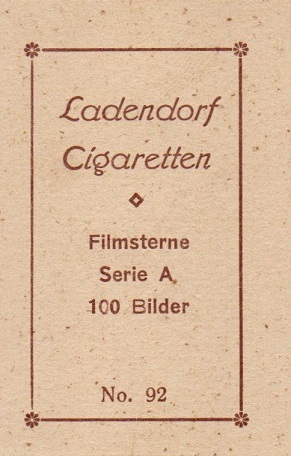 Ladendorf
Cigaretten
Filmsterne
Serie A
100 Bilder
No. 92